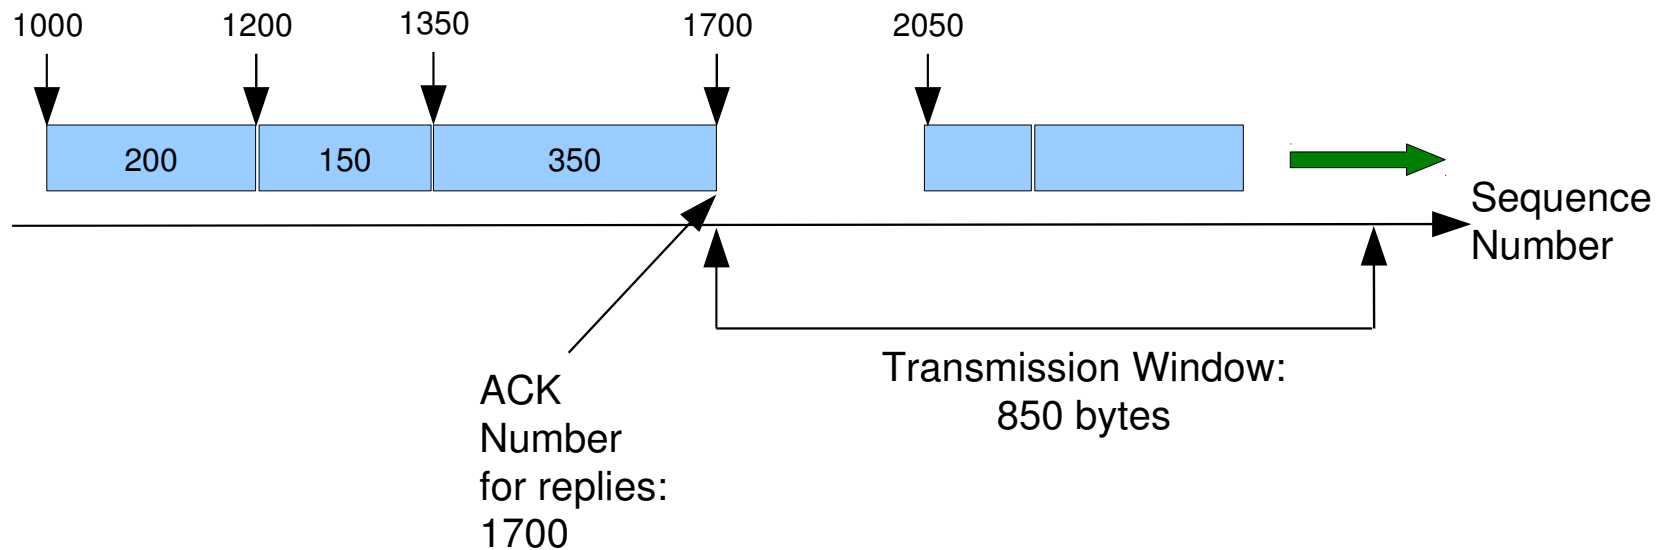 1000
1200
1350
1700
2050
200
150
350
Sequence
Number
Transmission Window:
850 bytes
ACK
Number
for replies:
1700